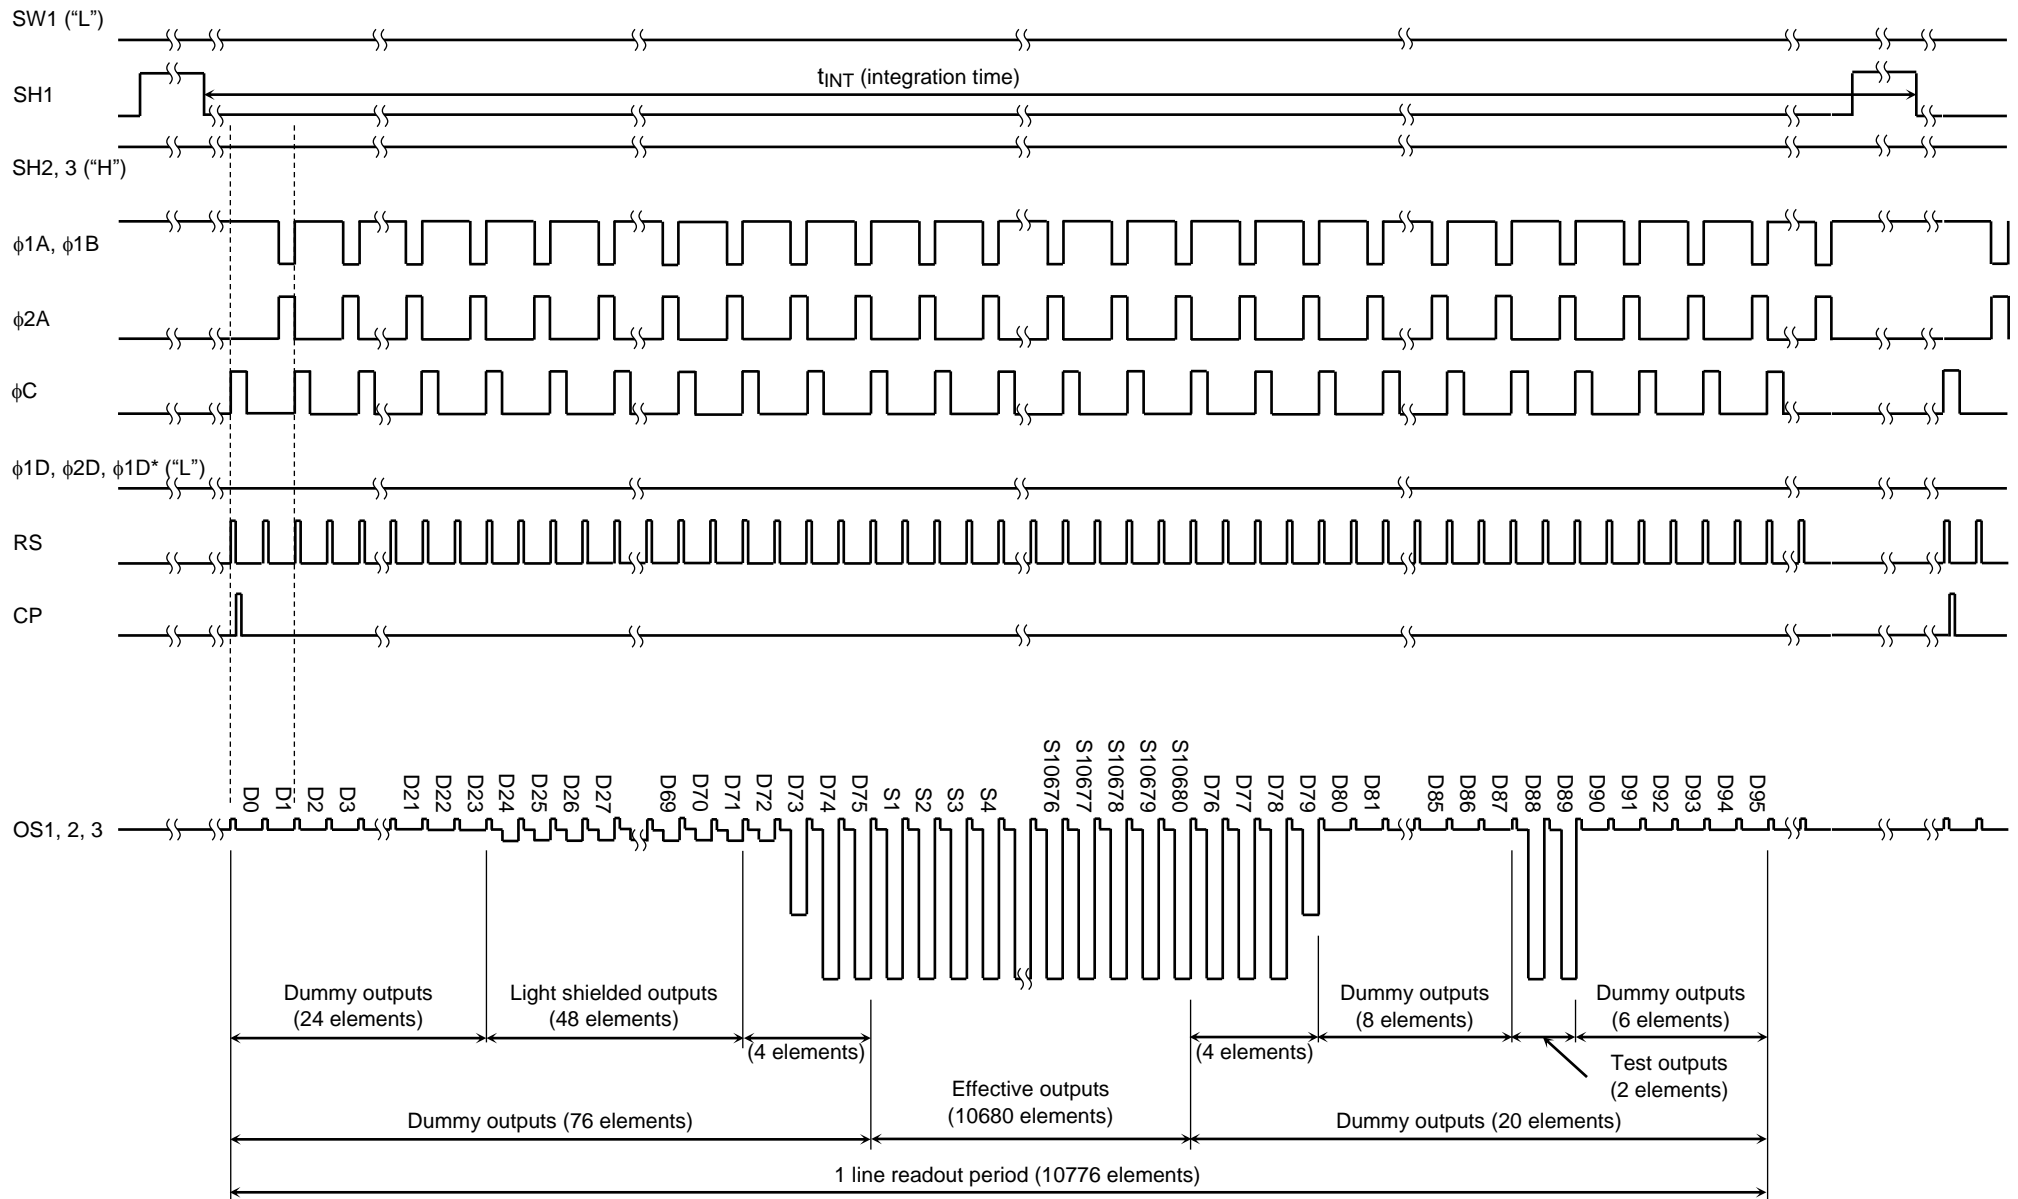 SW1 (“L”)
SH1
tINT (integration time)
SH2, 3 (“H”)
ϕ1A, ϕ1B
ϕ2A
ϕC
ϕ1D, ϕ2D, ϕ1D* (“L”)
RS
CP
OS1, 2, 3
D0
D1
D2
D3
D21
D22
D23
D24
D25
D26
D27
D69
D70
D71
D72
D73
D74
D75
S1
S2
S3
S4
S10676
S10677
S10678
S10679
S10680
D76
D77
D78
D79
D80
D81
D85
D86
D87
D88
D89
D90
D91
D92
D93
D94
D95
Dummy outputs
(24 elements)
Light shielded outputs
(48 elements)
(4 elements)
(4 elements)
Dummy outputs
(8 elements)
Dummy outputs
(6 elements)
Test outputs
(2 elements)
Effective outputs
(10680 elements)
Dummy outputs (76 elements)
Dummy outputs (20 elements)
1 line readout period (10776 elements)